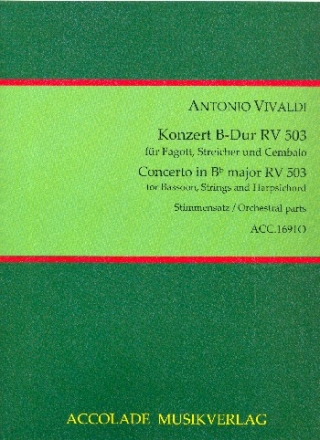 ANTONIO VIVALDI
Konzert B-Dur RV 503
für Fagott, Streicher und Cembalo
Concerto in B♭ major RV 503
for Bassoon, Strings and Harpsichord
Stimmensatz / Orchestral parts
ACC.1691O
ACCOLADE MUSIKVERLAG